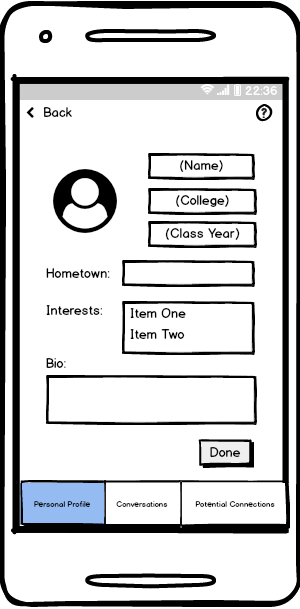 22:36
Back
?
(Name)
(College)
(Class Year)
Hometown:
Interests:
Item One
Item Two
Bio:
Done
Personal Profile
Conversations
Potential Connections